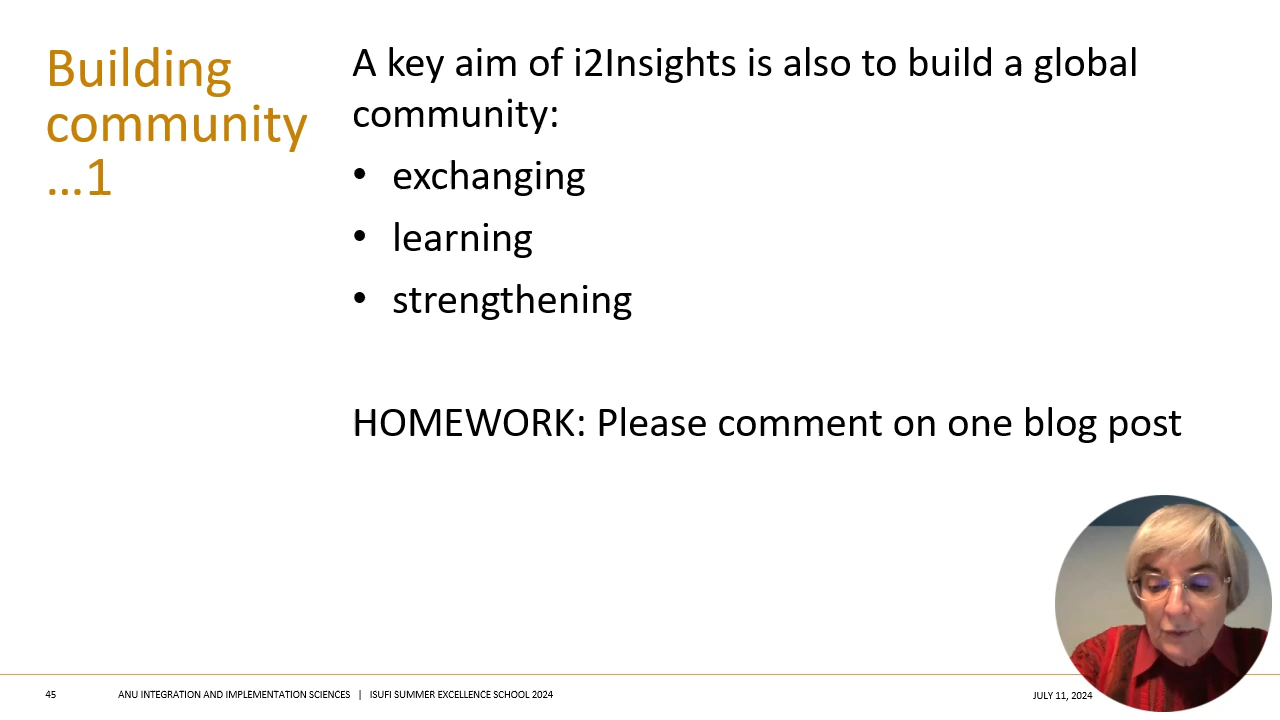 Building
community
...1
A key aim of i2Insights is also to build a global
community:
• exchanging
• learning
• strengthening
HOMEWORK: Please comment on one blog post
45
ANU INTEGRATION AND IMPLEMENTATION SCIENCES | ISUFI SUMMER EXCELLENCE SCHOOL 2024
JULY 11, 2024